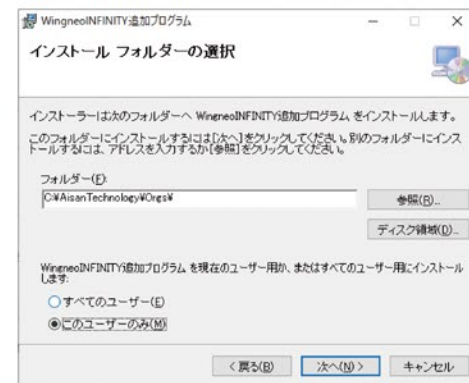 WingneoINFINITY追加プログラム
インストール フォルダーの選択
インストーラーは次のフォルダーへ WingneoINFINITY追加プログラム をインストールします。
このフォルダーにインストールするには[次へ]をクリックしてください。別のフォルダーにインス
トールするには、アドレスを入力するか[参照]をクリックしてください。
フォルダー(F):
C:¥AisanTechnology¥Orgs¥
参照(R)...
ディスク領域(D)...
WingneoINFINITY追加プログラム を現在のユーザー用か、またはすべてのユーザー用にインストール
します:
すべてのユーザー(E)
このユーザーのみ(M)
< 戻る(B)
次へ(N) >
キャンセル